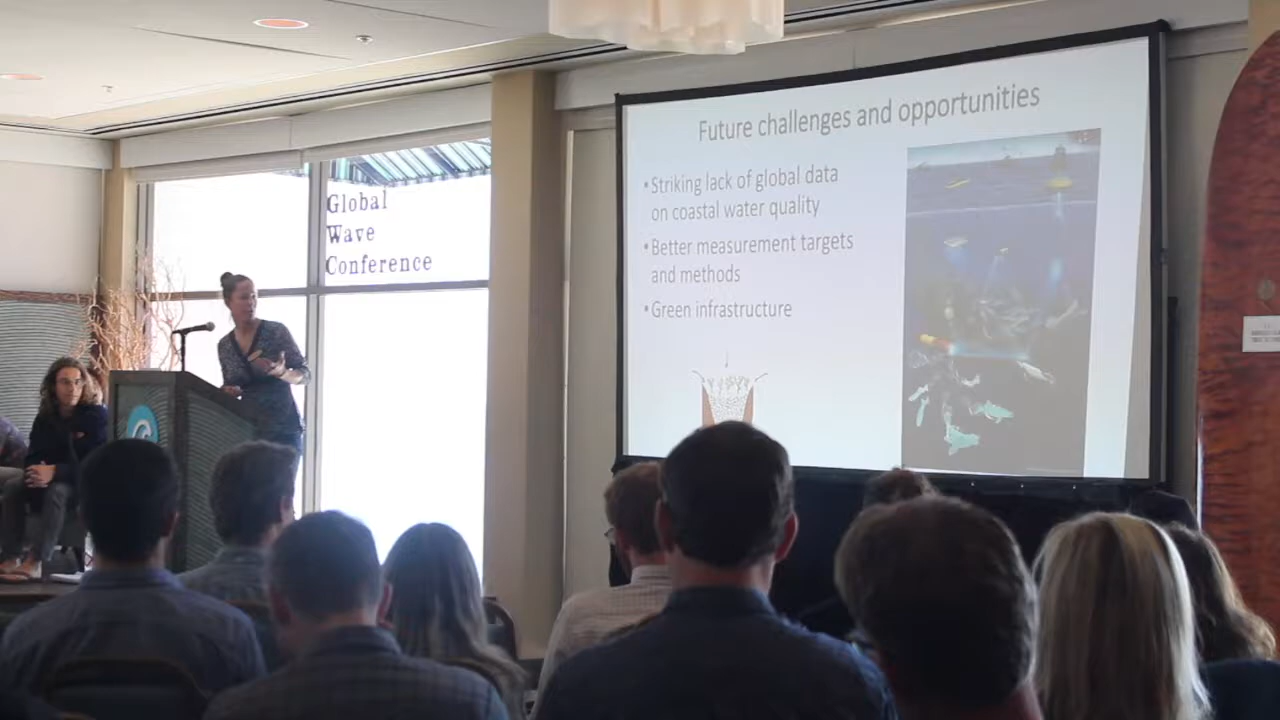 Future challenges and opportunities
• Striking lack of global data
on coastal water quality
• Better measurement targets
and methods
• Green infrastructure
Global
Wave
Conference